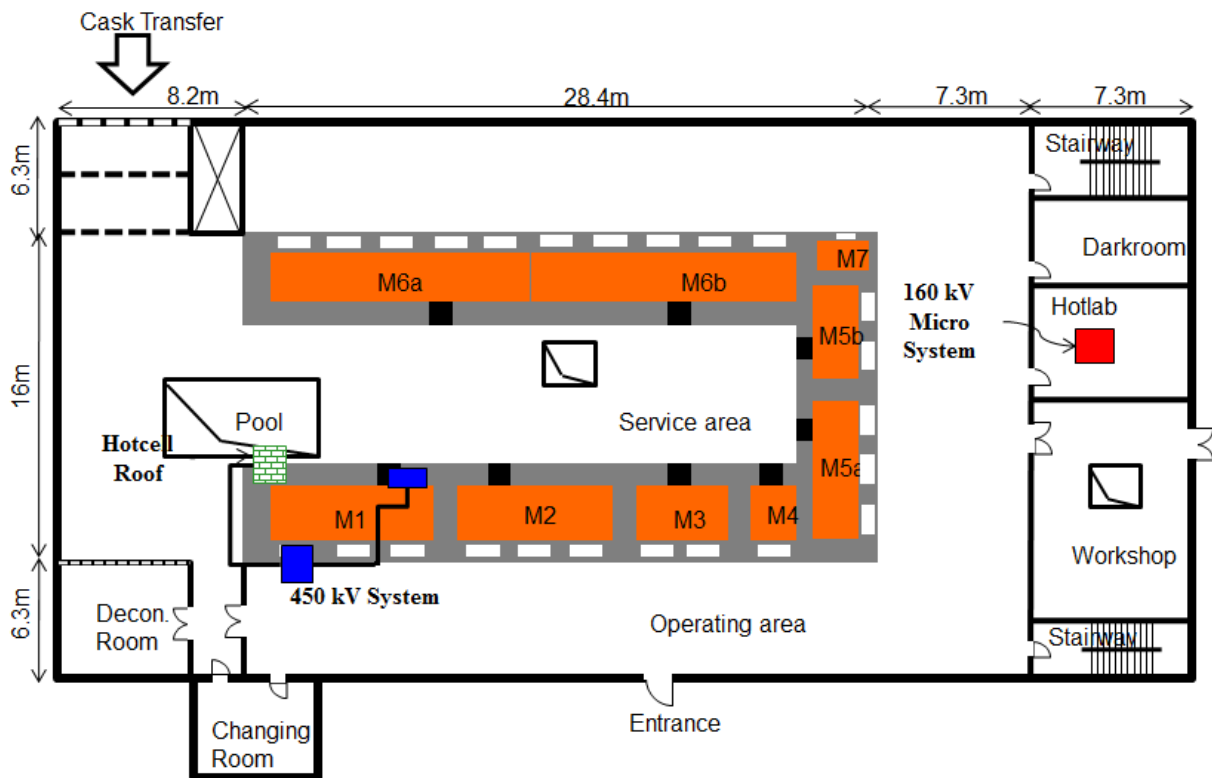 Cask Transfer
8.2m
28.4m
7.3m
7.3m
6.3m
Stairway
M7
Darkroom
M6a
M6b
160 kV
Micro
System
Hotlab
M5b
16m
Pool
Service area
Hotcell
Roof
M5a
M1
M2
M3
M4
Workshop
450 kV System
6.3m
Decon.
Room
Operating area
Stairway
Entrance
Changing
Room